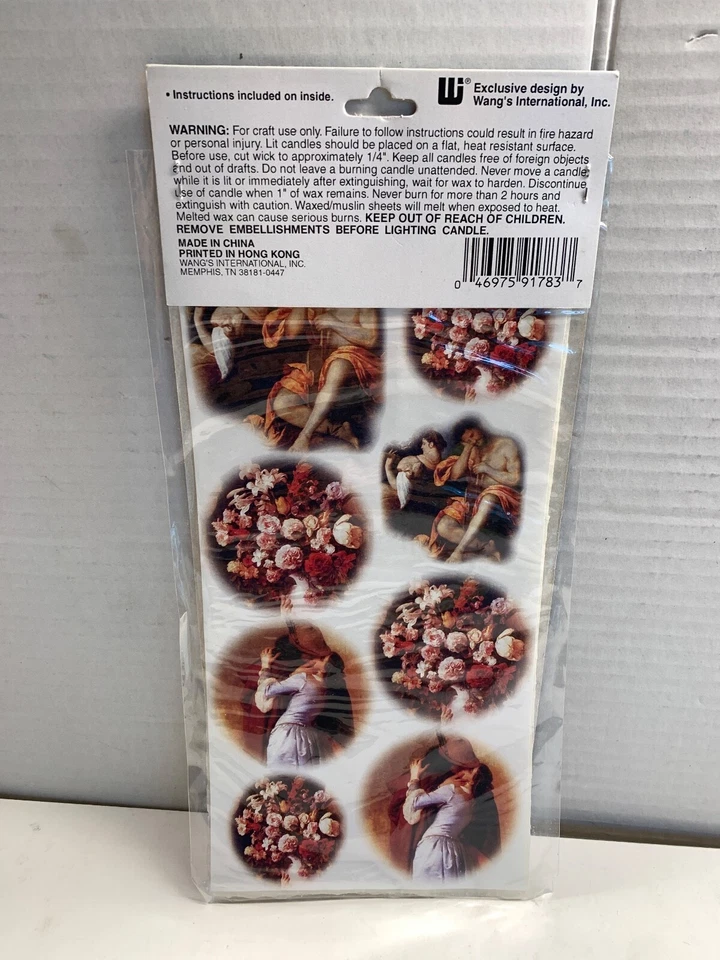 • Instructions included on inside.
Wi® Exclusive design by
Wang's International, Inc.
WARNING: For craft use only. Failure to follow instructions could result in fire hazard
or personal injury. Lit candles should be placed on a flat, heat resistant surface.
Before use, cut wick to approximately 1/4". Keep all candles free of foreign objects
and out of drafts. Do not leave a burning candle unattended. Never move a candle
while it is lit or immediately after extinguishing, wait for wax to harden. Discontinue
use of candle when 1" of wax remains. Never burn for more than 2 hours and
extinguish with caution. Waxed/muslin sheets will melt when exposed to heat.
Melted wax can cause serious burns. KEEP OUT OF REACH OF CHILDREN.
REMOVE EMBELLISHMENTS BEFORE LIGHTING CANDLE.
MADE IN CHINA
PRINTED IN HONG KONG
WANG'S INTERNATIONAL, INC.
MEMPHIS, TN 38181-0447
0 46975 91783 7